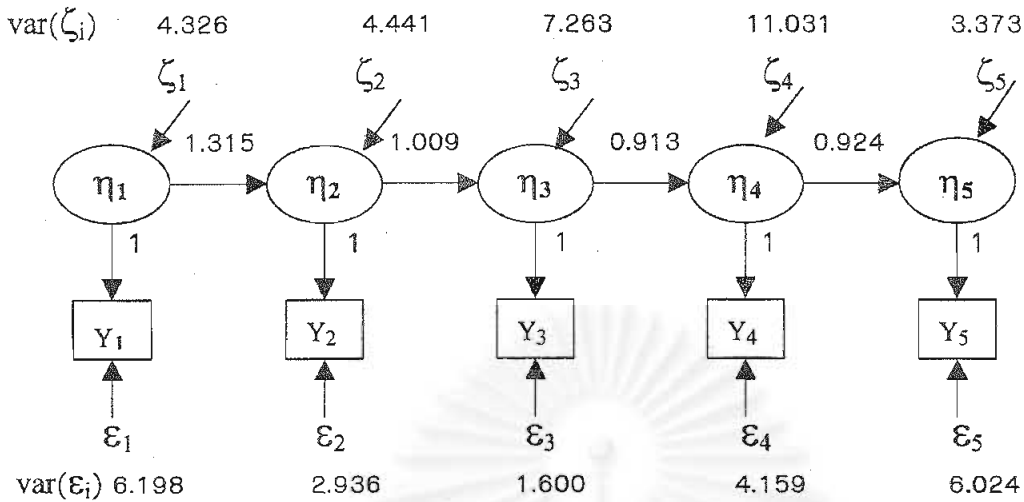 var(ζi) 4.326 4.441 7.263 11.031 3.373
ζ1 ζ2 ζ3 ζ4 ζ5
1.315 1.009 0.913 0.924
η1 η2 η3 η4 η5
1 1 1 1 1
Y1 Y2 Y3 Y4 Y5
ε1 ε2 ε3 ε4 ε5
var(εi) 6.198 2.936 1.600 4.159 6.024